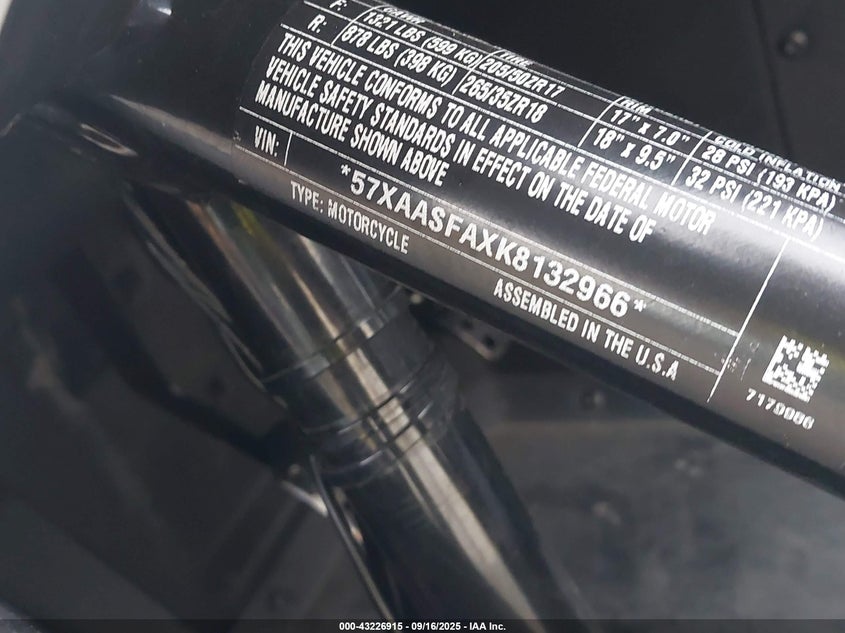 F: 1321 LBS (599 KG) 205/50ZR17 17" x 7.0" 28 PSI (193 KPA)
R: 878 LBS (398 KG) 265/35ZR18 18" x 9.5" 32 PSI (221 KPA)
THIS VEHICLE CONFORMS TO ALL APPLICABLE FEDERAL MOTOR
VEHICLE SAFETY STANDARDS IN EFFECT ON THE DATE OF
MANUFACTURE SHOWN ABOVE
VIN: *57XAASFAXK8132966*
TYPE: MOTORCYCLE ASSEMBLED IN THE U.S.A
000-43226915 - 09/16/2025 - IAA Inc.